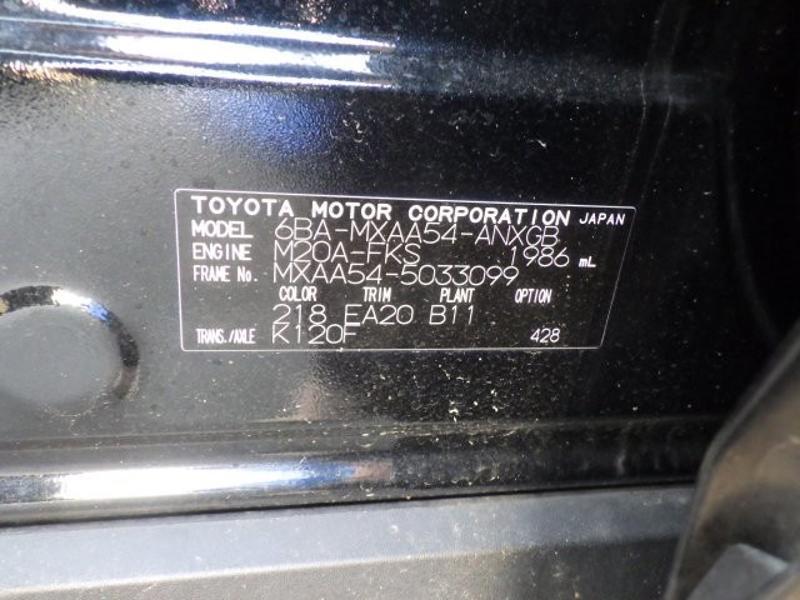 TOYOTA MOTOR CORPORATION JAPAN
MODEL 6BA-MXAA54-ANXGB
ENGINE M20A-FKS 1986 mL
FRAME No. MXAA54-5033099
COLOR TRIM PLANT OPTION
218 EA20 B11
TRANS./AXLE K120F 428